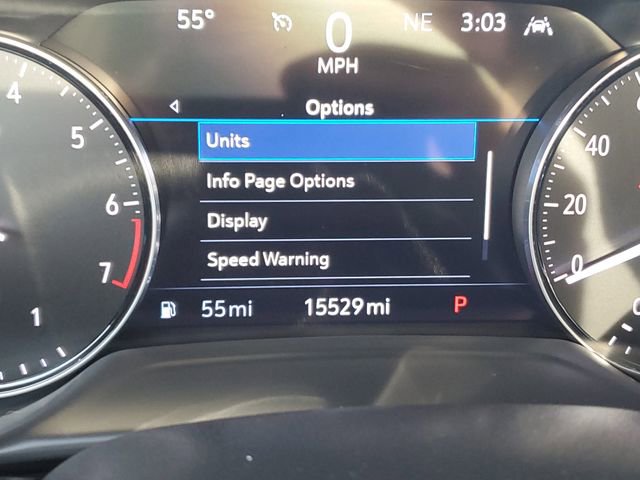 55° 0 NE 3:03
MPH
Options
Units
Info Page Options
Display
Speed Warning
55mi 15529mi P
4
5
6
7
1
40
20
0